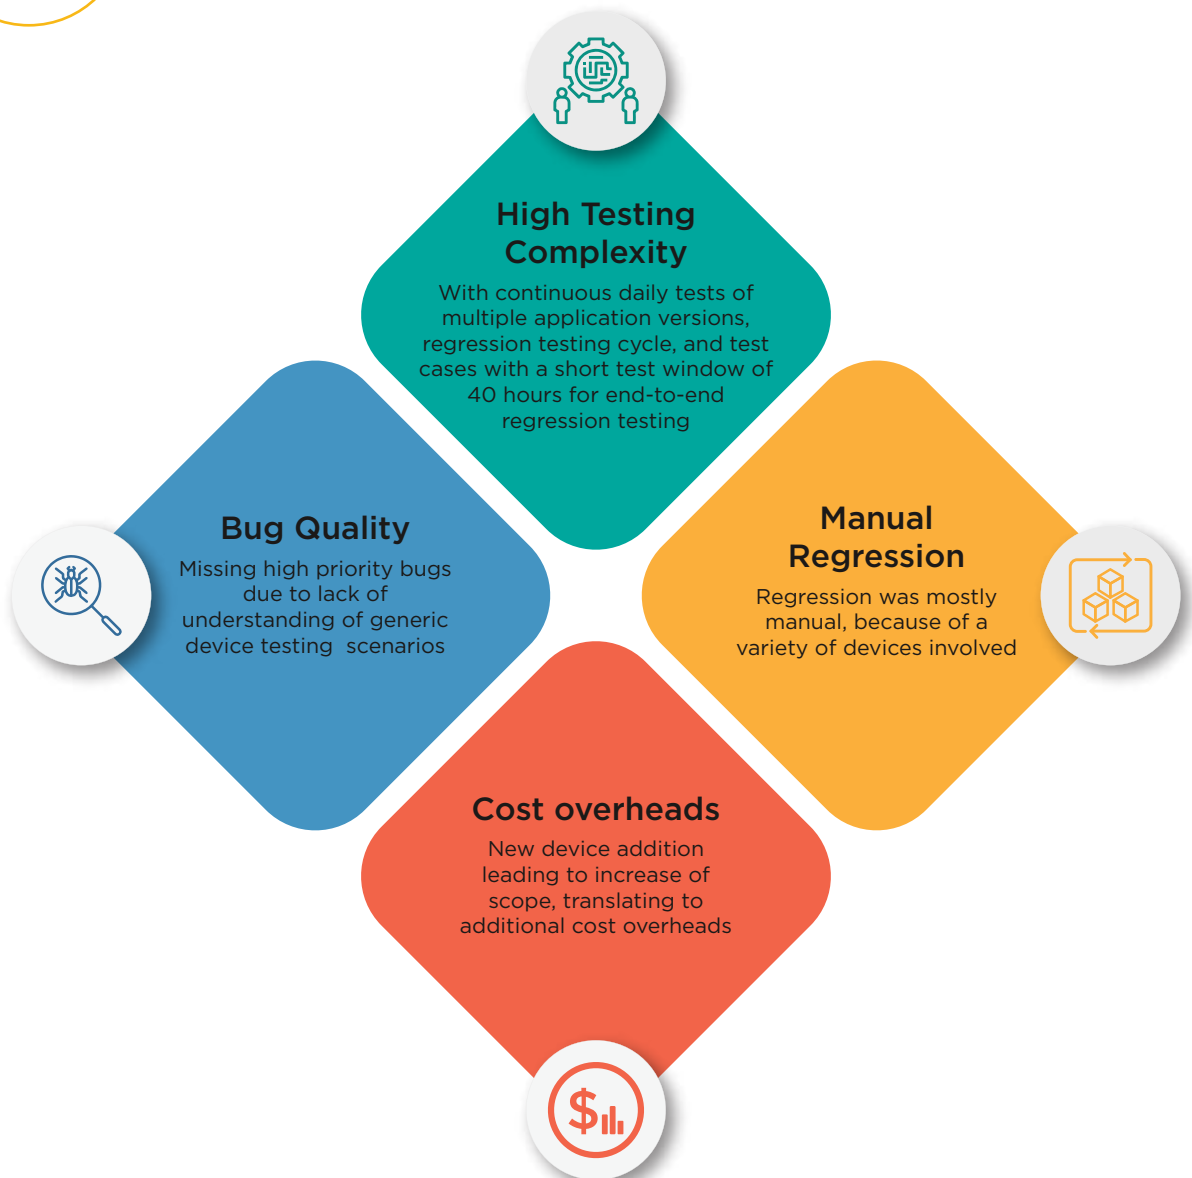 High Testing
Complexity
With continuous daily tests of
multiple application versions,
regression testing cycle, and test
cases with a short test window of
40 hours for end-to-end
regression testing
Bug Quality
Missing high priority bugs
due to lack of
understanding of generic
device testing  scenarios
Manual
Regression
Regression was mostly
manual, because of a
variety of devices involved
Cost overheads
New device addition
leading to increase of
scope, translating to
additional cost overheads
$